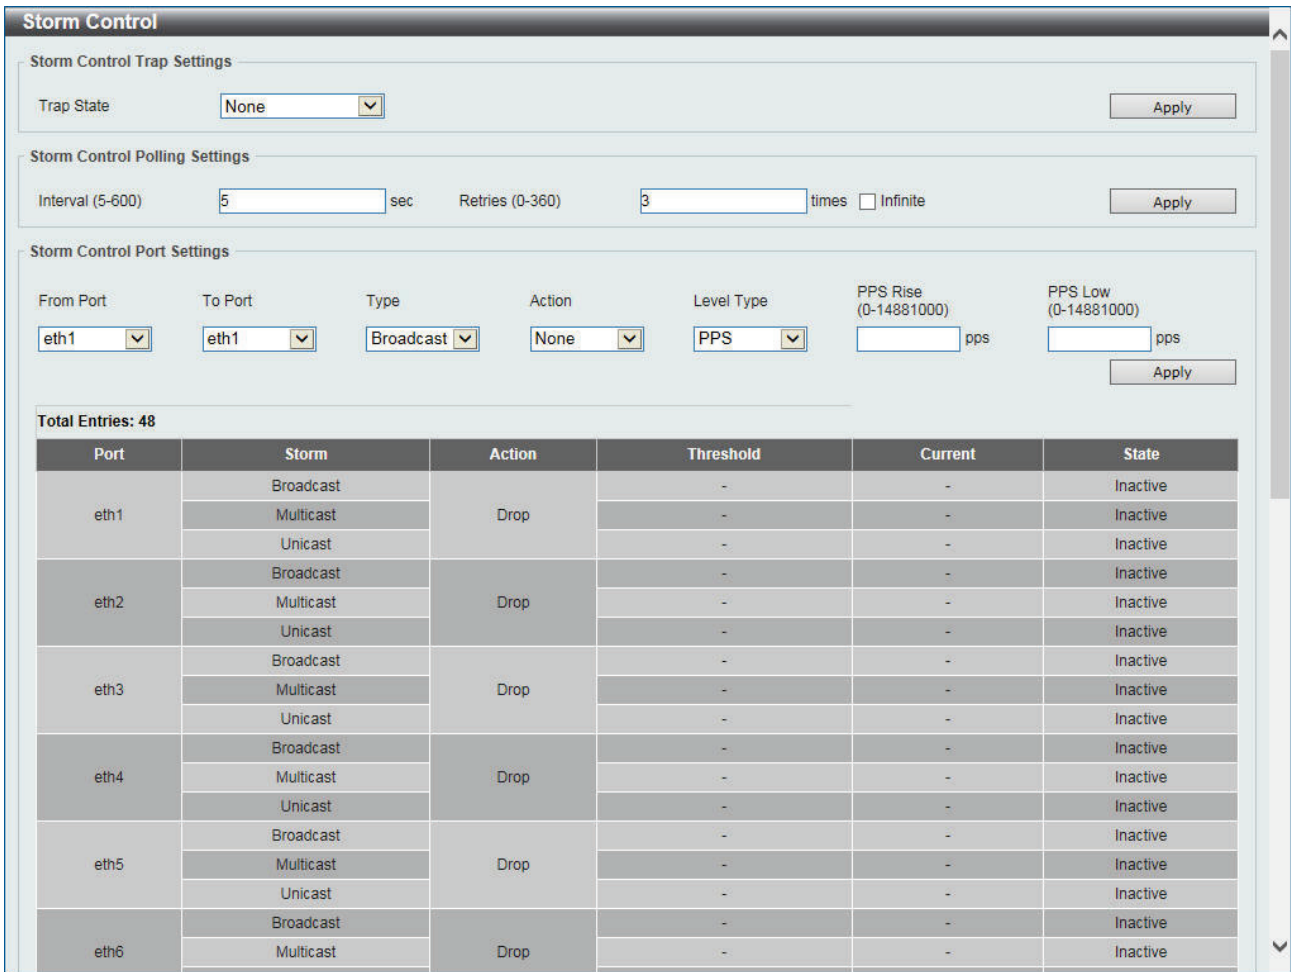 Storm Control
Storm Control Trap Settings
Trap State None Apply
Storm Control Polling Settings
Interval (5-600) 5 sec Retries (0-360) 3 times Infinite Apply
Storm Control Port Settings
From Port To Port Type Action Level Type PPS Rise (0-14881000) PPS Low (0-14881000)
eth1 eth1 Broadcast None PPS pps pps
Apply
Total Entries: 48
Port Storm Action Threshold Current State
Broadcast - - Inactive
eth1 Multicast Drop - - Inactive
Unicast - - Inactive
Broadcast - - Inactive
eth2 Multicast Drop - - Inactive
Unicast - - Inactive
Broadcast - - Inactive
eth3 Multicast Drop - - Inactive
Unicast - - Inactive
Broadcast - - Inactive
eth4 Multicast Drop - - Inactive
Unicast - - Inactive
Broadcast - - Inactive
eth5 Multicast Drop - - Inactive
Unicast - - Inactive
Broadcast - - Inactive
eth6 Multicast Drop - - Inactive